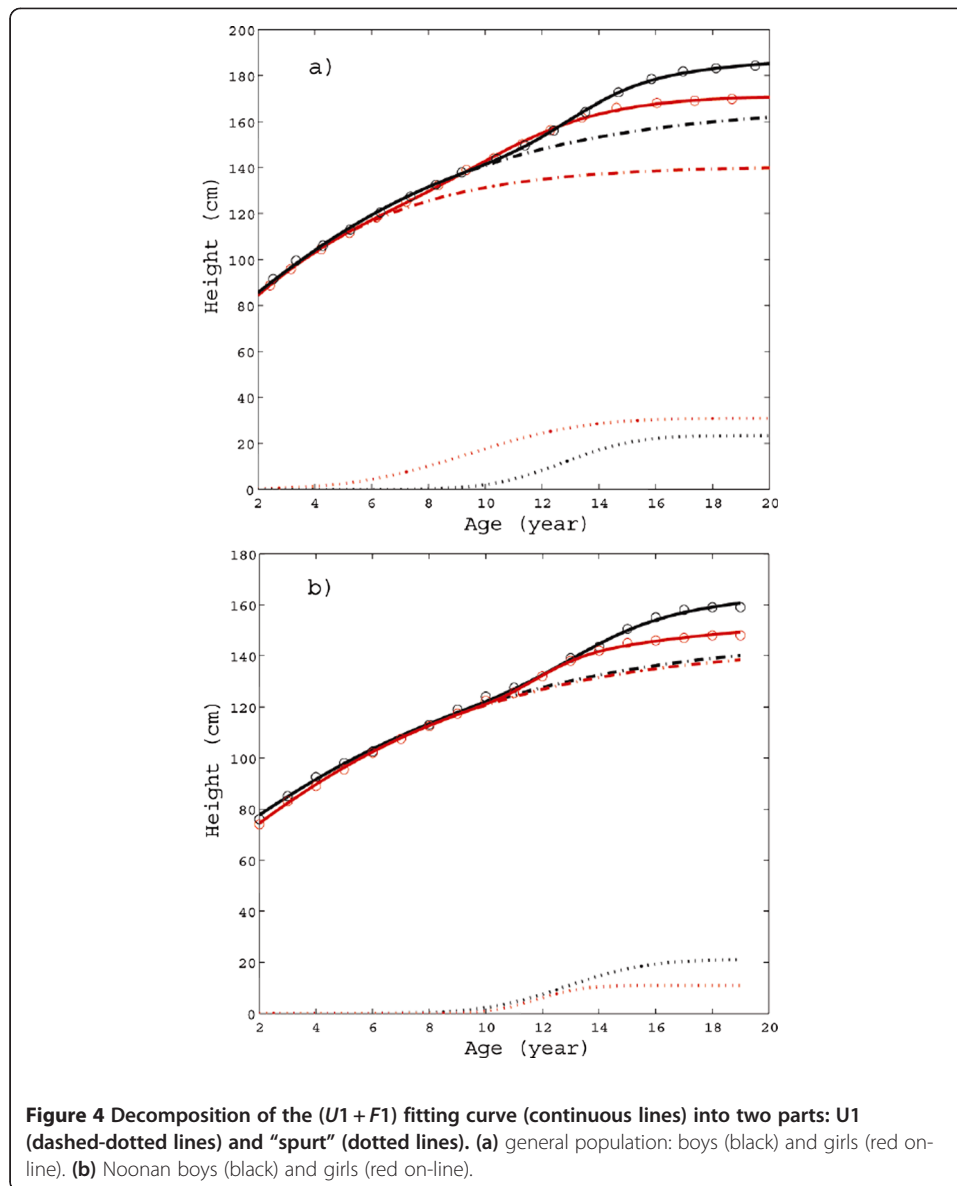 a)
200
180
160
140
120
100
80
60
40
20
0
Height (cm)
2 4 6 8 10 12 14 16 18 20
Age (year)
b)
180
160
140
120
100
80
60
40
20
0
Height (cm)
2 4 6 8 10 12 14 16 18 20
Age (year)
Figure 4 Decomposition of the (U1 + F1) fitting curve (continuous lines) into two parts: U1
(dashed-dotted lines) and “spurt” (dotted lines). (a) general population: boys (black) and girls (red on-
line). (b) Noonan boys (black) and girls (red on-line).